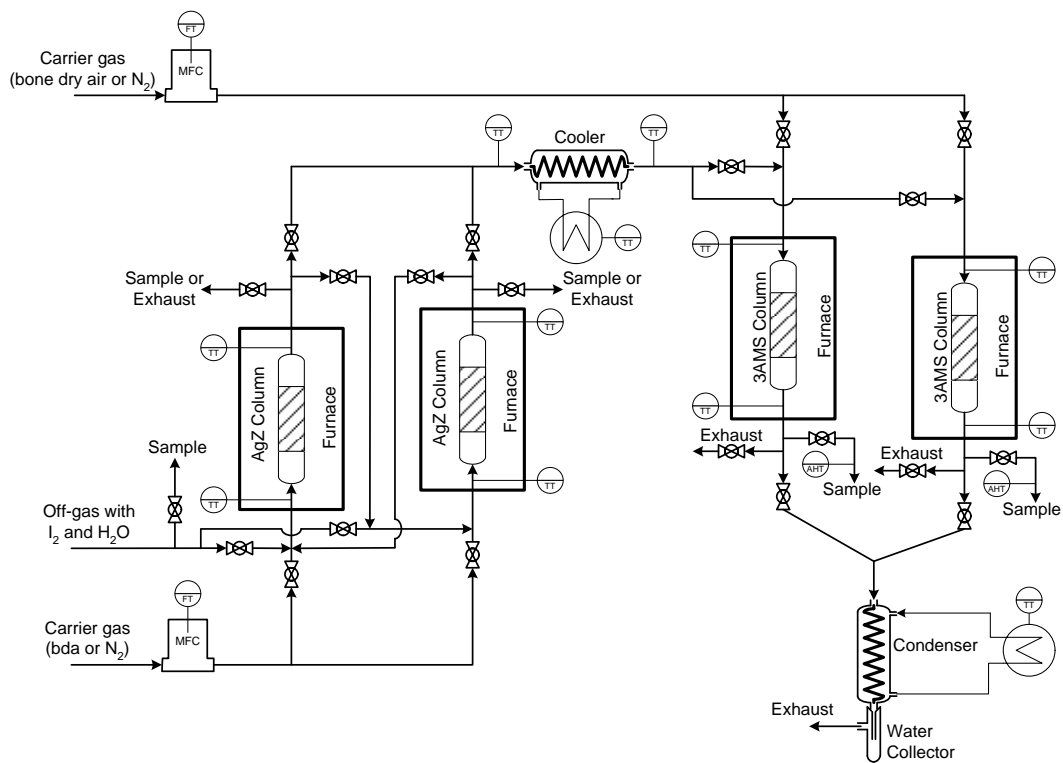 FT
Carrier gas
(bone dry air or N2)
MFC
TT
Cooler
TT
TT
Sample or
Exhaust
Sample or
Exhaust
TT
AgZ Column
Furnace
TT
TT
AgZ Column
Furnace
TT
TT
3AMS Column
Furnace
TT
TT
3AMS Column
Furnace
TT
Exhaust
AHT
Sample
Exhaust
AHT
Sample
Sample
Off-gas with
I2 and H2O
FT
Carrier gas
(bda or N2)
MFC
TT
Condenser
Exhaust
Water
Collector